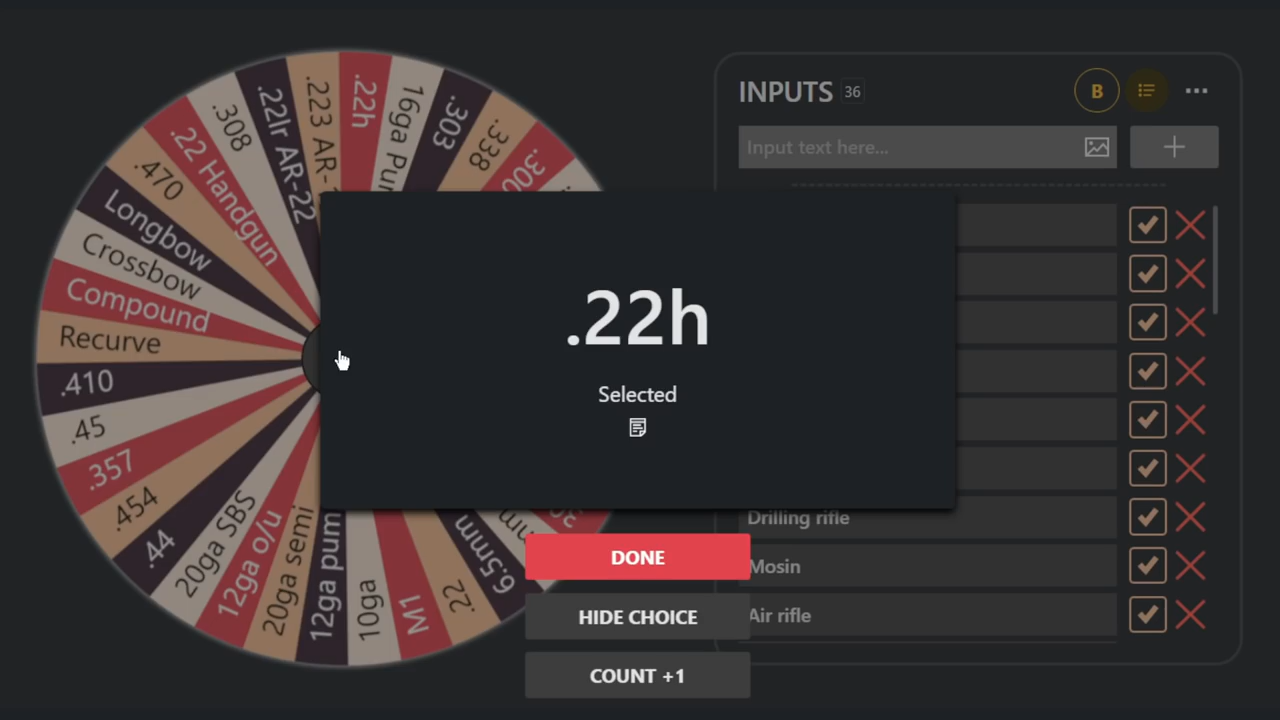 .22h
16ga Pu
.303
.338
.300
.223 AR-
.22lr AR-22
.308
.22 Handgun
.470
Longbow
Crossbow
Compound
Recurve
.410
.45
.357
.454
.44
20ga SBS
12ga o/u
20ga semi
12ga pum
10ga
M1
.22
6.5mm
INPUTS 36
B
Input text here...
.22h
Selected
Drilling rifle
Mosin
Air rifle
DONE
HIDE CHOICE
COUNT +1